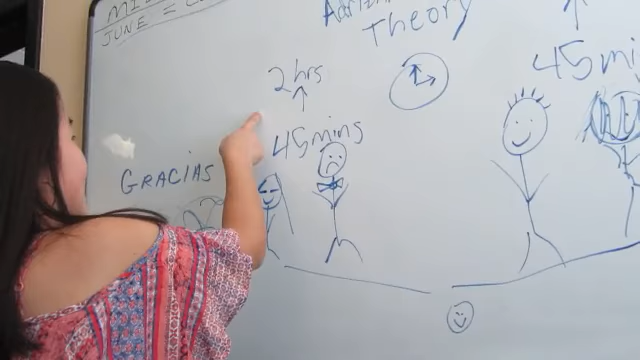 JUNE =
Theory
2 hrs
45 mins
45 mi
GRACIAS